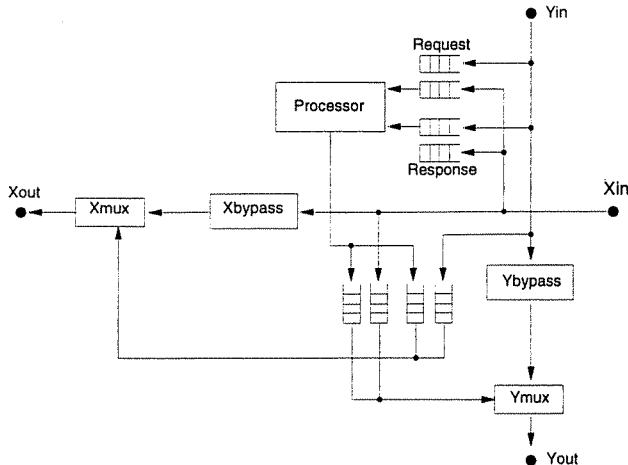 Yin
Request
Processor
Response
Xout
Xmux
Xbypass
Xin
Ybypass
Ymux
Yout